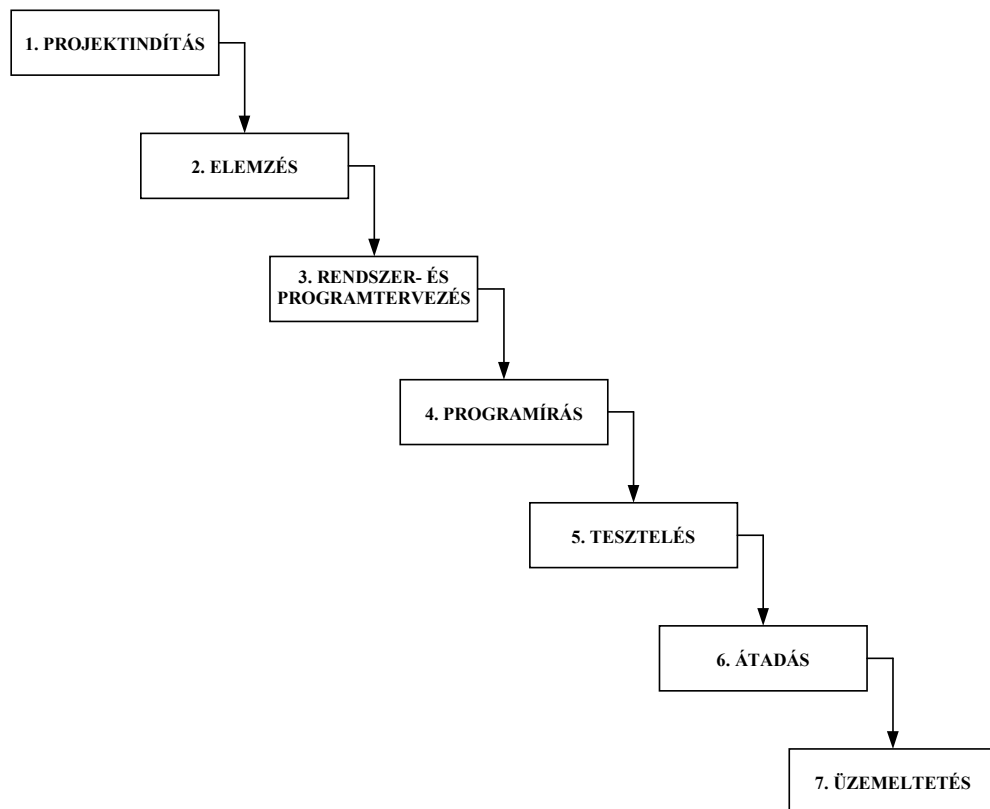 1. PROJEKTINDÍTÁS
2. ELEMZÉS
3. RENDSZER- ÉS
PROGRAMTERVEZÉS
4. PROGRAMÍRÁS
5. TESZTELÉS
6. ÁTADÁS
7. ÜZEMELTETÉS